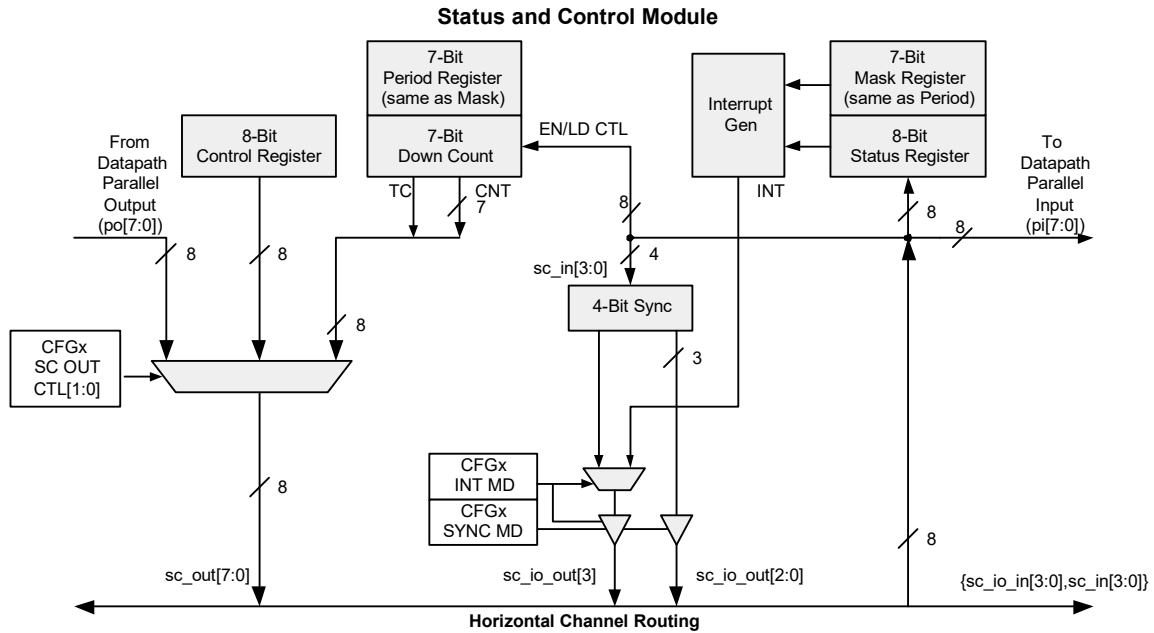 Status and Control Module
7-Bit
Period Register
(same as Mask)
7-Bit
Down Count
Interrupt
Gen
7-Bit
Mask Register
(same as Period)
8-Bit
Status Register
From
Datapath
Parallel
Output
(po[7:0])
8-Bit
Control Register
EN/LD CTL
To
Datapath
Parallel
Input
(pi[7:0])
TC
CNT
7
INT
8
8
8
8
8
4
sc_in[3:0]
4-Bit Sync
8
3
CFGx
SC OUT
CTL[1:0]
CFGx
INT MD
CFGx
SYNC MD
8
8
sc_out[7:0]
sc_io_out[3]
sc_io_out[2:0]
{sc_io_in[3:0],sc_in[3:0]}
Horizontal Channel Routing